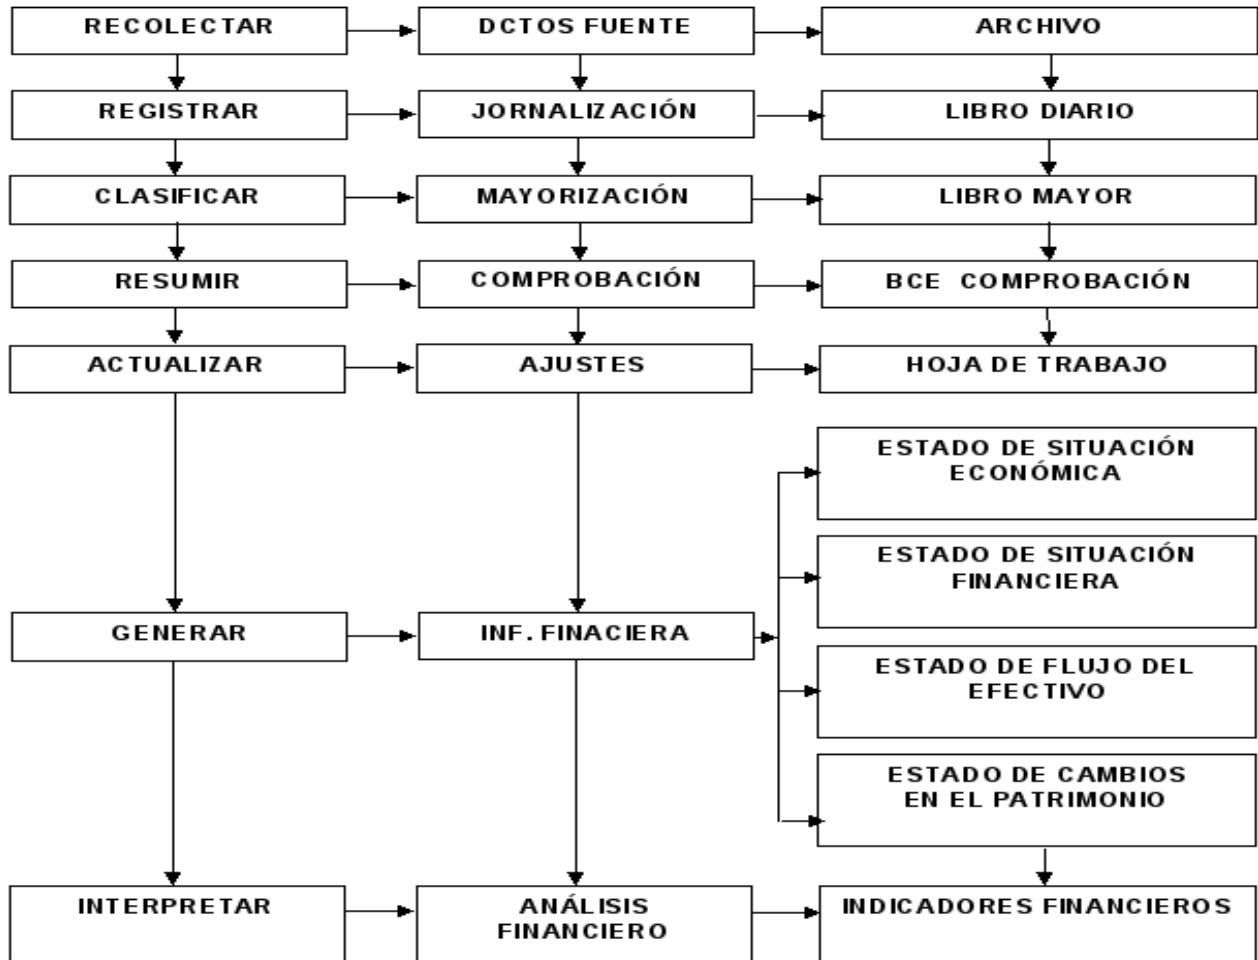 RECOLECTAR
DCTOS FUENTE
ARCHIVO
REGISTRAR
JORNALIZACIÓN
LIBRO DIARIO
CLASIFICAR
MAYORIZACIÓN
LIBRO MAYOR
RESUMIR
COMPROBACIÓN
BCE COMPROBACIÓN
ACTUALIZAR
AJUSTES
HOJA DE TRABAJO
ESTADO DE SITUACIÓN
ECONÓMICA
ESTADO DE SITUACIÓN
FINANCIERA
GENERAR
INF. FINACIERA
ESTADO DE FLUJO DEL
EFECTIVO
ESTADO DE CAMBIOS
EN EL PATRIMONIO
INTERPRETAR
ANÁLISIS
FINANCIERO
INDICADORES FINANCIEROS